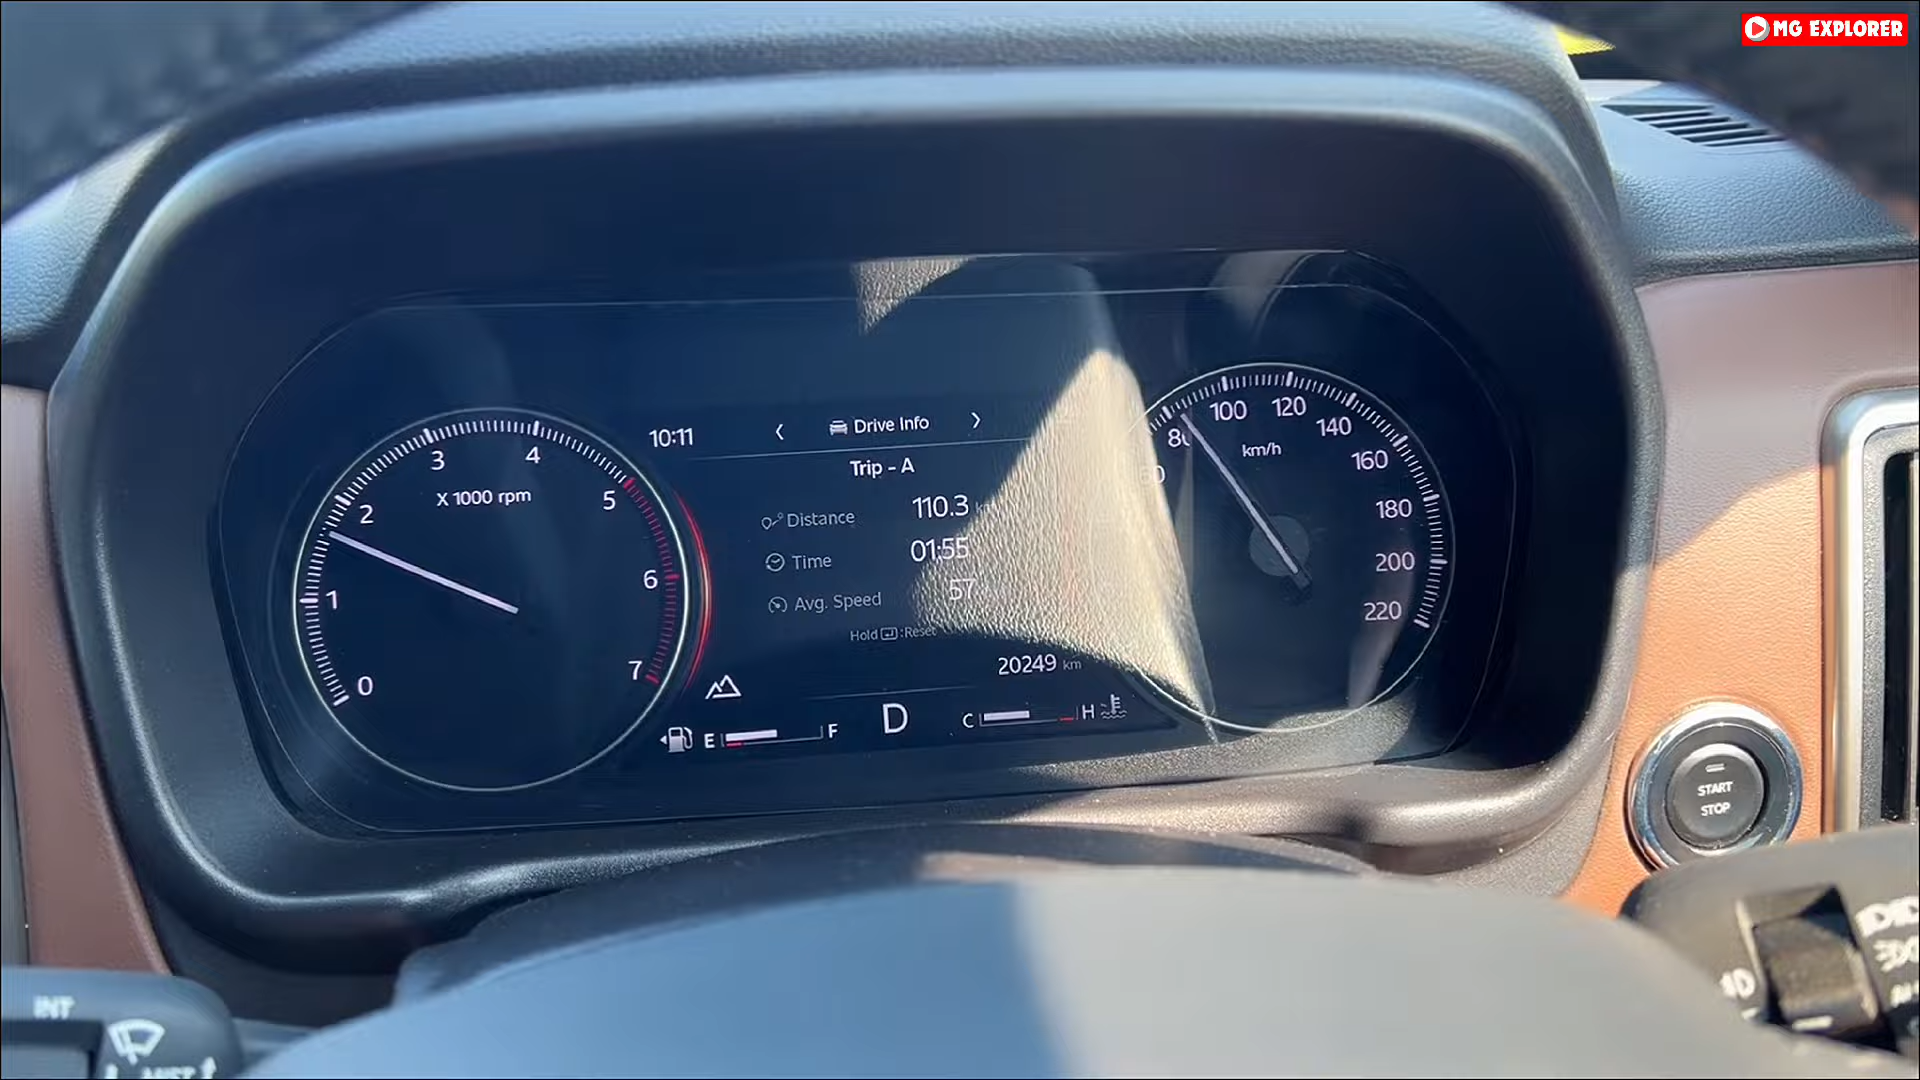 MG EXPLORER
10:11
Drive Info
Trip - A
Distance 110.3
Time 01:55
Avg. Speed 57
Hold :Reset
20249 km
E F
D
C H
0
1
2
3
4
5
6
7
X 1000 rpm
80
100
120
140
160
180
200
220
km/h
START
STOP
INT
MIST